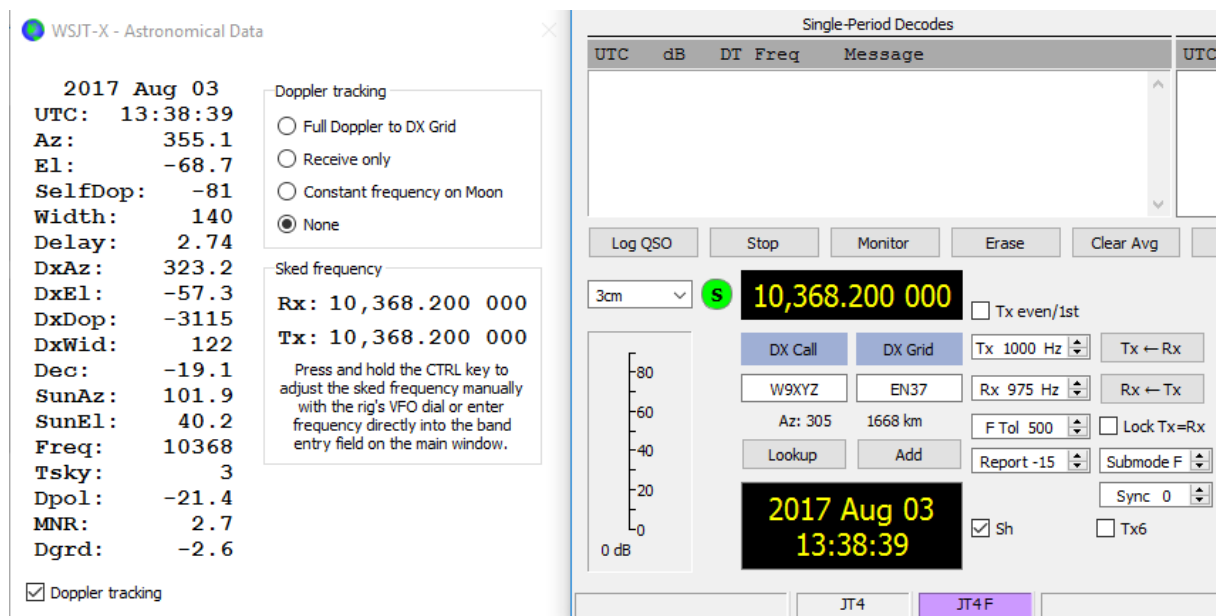 WSJT-X - Astronomical Data
2017 Aug 03
UTC: 13:38:39
Az: 355.1
El: -68.7
SelfDop: -81
Width: 140
Delay: 2.74
DxAz: 323.2
DxEl: -57.3
DxDop: -3115
DxWid: 122
Dec: -19.1
SunAz: 101.9
SunEl: 40.2
Freq: 10368
Tsky: 3
Dpol: -21.4
MNR: 2.7
Dgrd: -2.6
Doppler tracking
Doppler tracking
Full Doppler to DX Grid
Receive only
Constant frequency on Moon
None
Sked frequency
Rx: 10,368.200 000
Tx: 10,368.200 000
Press and hold the CTRL key to
adjust the sked frequency manually
with the rig's VFO dial or enter
frequency directly into the band
entry field on the main window.
Single-Period Decodes
UTC dB DT Freq Message
UTC
Log QSO Stop Monitor Erase Clear Avg
3cm S 10,368.200 000 Tx even/1st
DX Call DX Grid Tx 1000 Hz Tx ← Rx
W9XYZ EN37 Rx 975 Hz Rx ← Tx
Az: 305 1668 km F Tol 500 Lock Tx=Rx
Lookup Add Report -15 Submode F
Sync 0
2017 Aug 03
13:38:39
Sh Tx6
80
60
40
20
0
0 dB
JT4 JT4 F